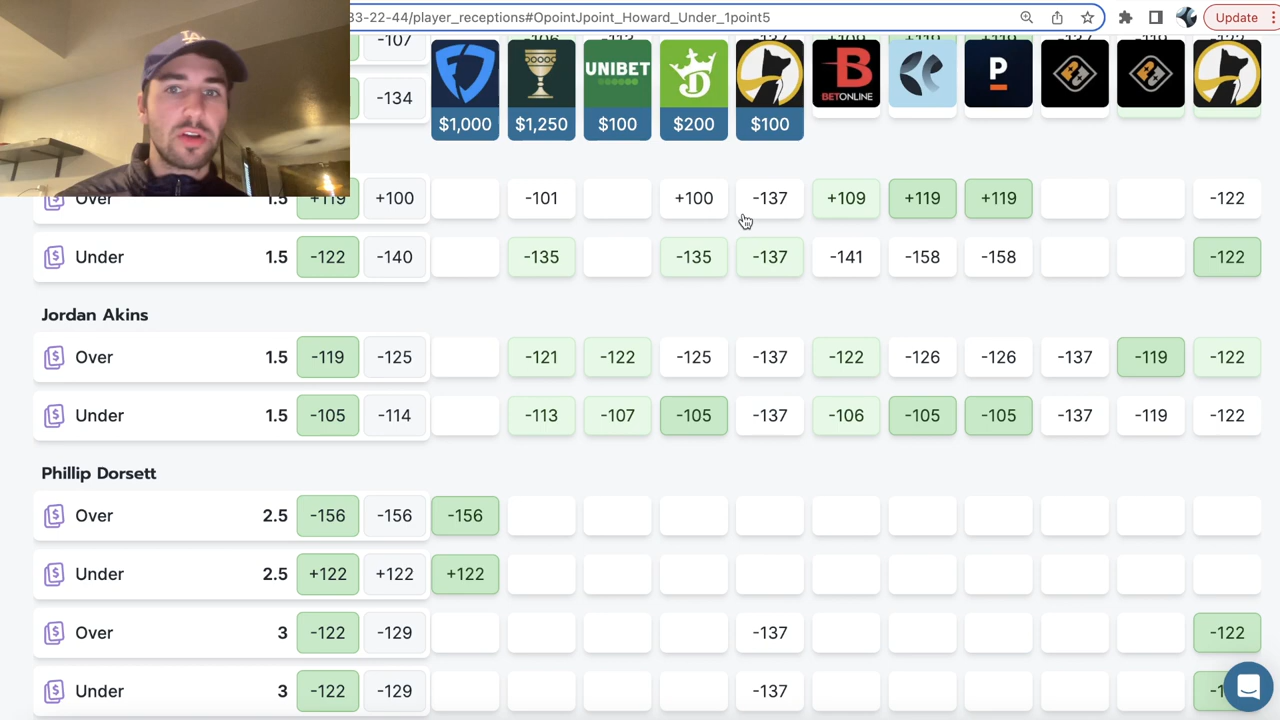 33-22-44/player_receptions#OpointJpoint_Howard_Under_1point5 Update
-107
-134
UNIBET BETONLINE P
$1,000 $1,250 $100 $200 $100
Over 1.5 +119 +100 -101 +100 -137 +109 +119 +119 -122
Under 1.5 -122 -140 -135 -135 -137 -141 -158 -158 -122
Jordan Akins
Over 1.5 -119 -125 -121 -122 -125 -137 -122 -126 -126 -137 -119 -122
Under 1.5 -105 -114 -113 -107 -105 -137 -106 -105 -105 -137 -119 -122
Phillip Dorsett
Over 2.5 -156 -156 -156
Under 2.5 +122 +122 +122
Over 3 -122 -129 -137 -122
Under 3 -122 -129 -137